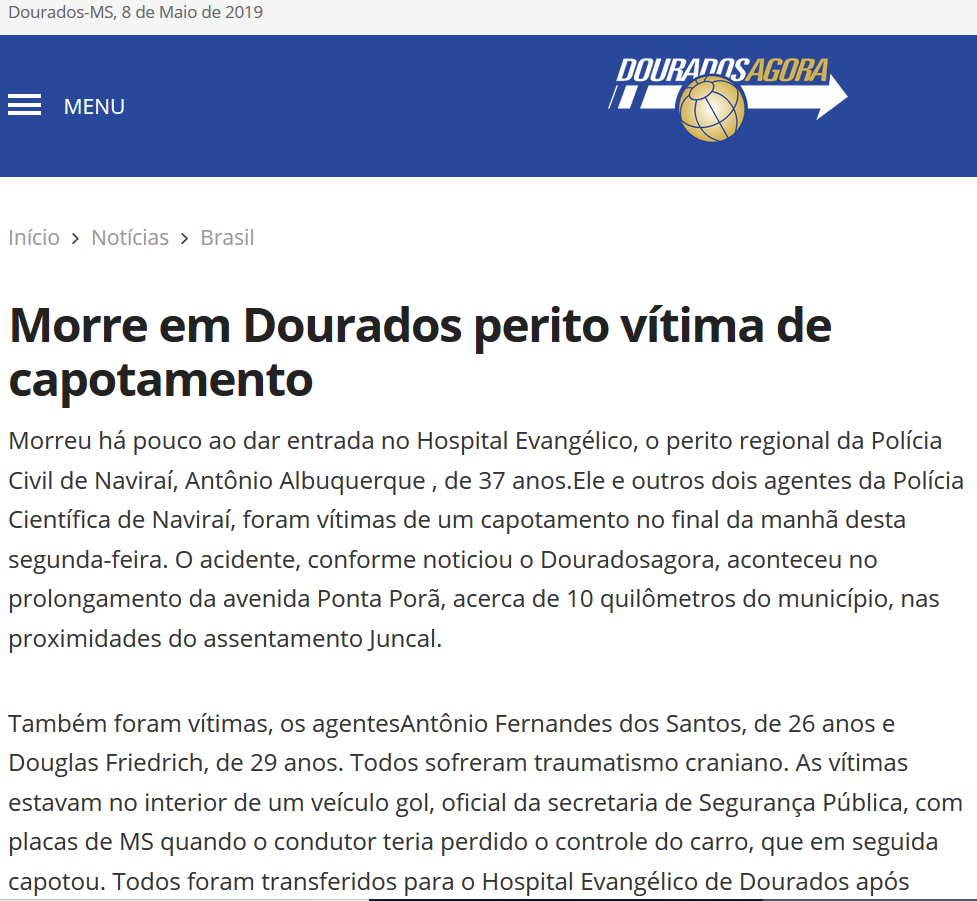 Dourados-MS, 8 de Maio de 2019
MENU
DOURADOSAGORA
Início > Notícias > Brasil
Morre em Dourados perito vítima de
capotamento
Morreu há pouco ao dar entrada no Hospital Evangélico, o perito regional da Polícia
Civil de Naviraí, Antônio Albuquerque , de 37 anos.Ele e outros dois agentes da Polícia
Científica de Naviraí, foram vítimas de um capotamento no final da manhã desta
segunda-feira. O acidente, conforme noticiou o Douradosagora, aconteceu no
prolongamento da avenida Ponta Porã, acerca de 10 quilômetros do município, nas
proximidades do assentamento Juncal.
Também foram vítimas, os agentesAntônio Fernandes dos Santos, de 26 anos e
Douglas Friedrich, de 29 anos. Todos sofreram traumatismo craniano. As vítimas
estavam no interior de um veículo gol, oficial da secretaria de Segurança Pública, com
placas de MS quando o condutor teria perdido o controle do carro, que em seguida
capotou. Todos foram transferidos para o Hospital Evangélico de Dourados após